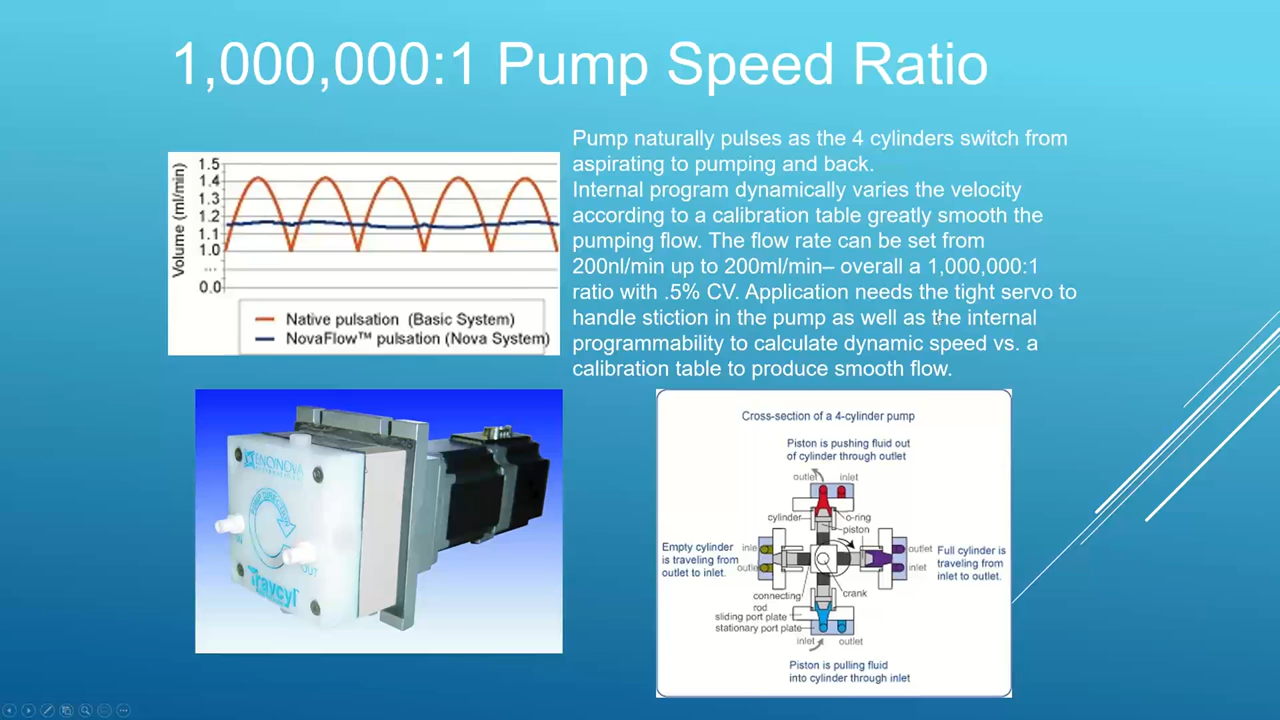 1,000,000:1 Pump Speed Ratio
Pump naturally pulses as the 4 cylinders switch from
aspirating to pumping and back.
Internal program dynamically varies the velocity
according to a calibration table greatly smooth the
pumping flow. The flow rate can be set from
200nl/min up to 200ml/min– overall a 1,000,000:1
ratio with .5% CV. Application needs the tight servo to
handle stiction in the pump as well as the internal
programmability to calculate dynamic speed vs. a
calibration table to produce smooth flow.
Volume (ml/min)
1.5
1.4
1.3
1.2
1.1
1.0
...
0.0
Native pulsation (Basic System)
NovaFlow™ pulsation (Nova System)
ENCYNOVA
IN
OUT
Traycyl
Cross-section of a 4-cylinder pump
Piston is pushing fluid out
of cylinder through outlet
outlet
inlet
cylinder
o-ring
piston
Empty cylinder
is traveling from
outlet to inlet.
inle
outle
outlet
inlet
Full cylinder is
traveling from
inlet to outlet.
connecting
rod
crank
sliding port plate
stationary port plate
inlet
outlet
Piston is pulling fluid
into cylinder through inlet